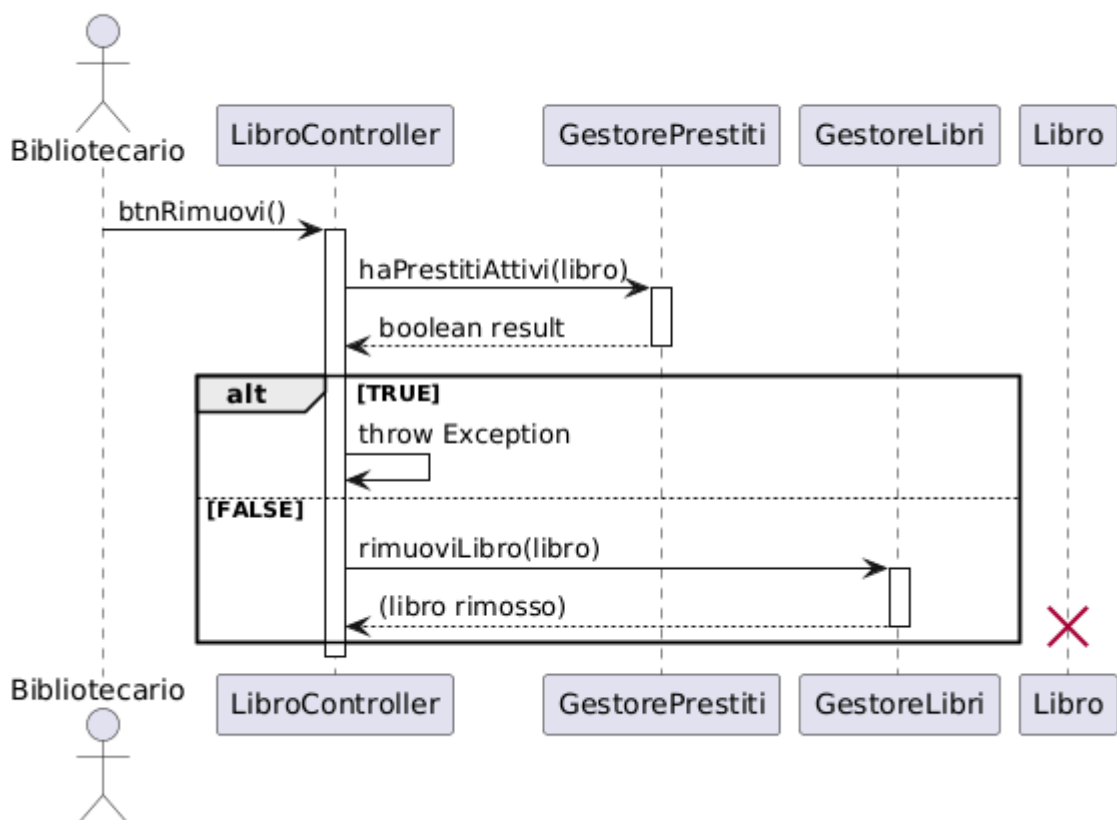 Bibliotecario
LibroController
GestorePrestiti
GestoreLibri
Libro
btnRimuovi()
haPrestitiAttivi(libro)
boolean result
alt
[TRUE]
throw Exception
[FALSE]
rimuoviLibro(libro)
(libro rimosso)
Bibliotecario
LibroController
GestorePrestiti
GestoreLibri
Libro